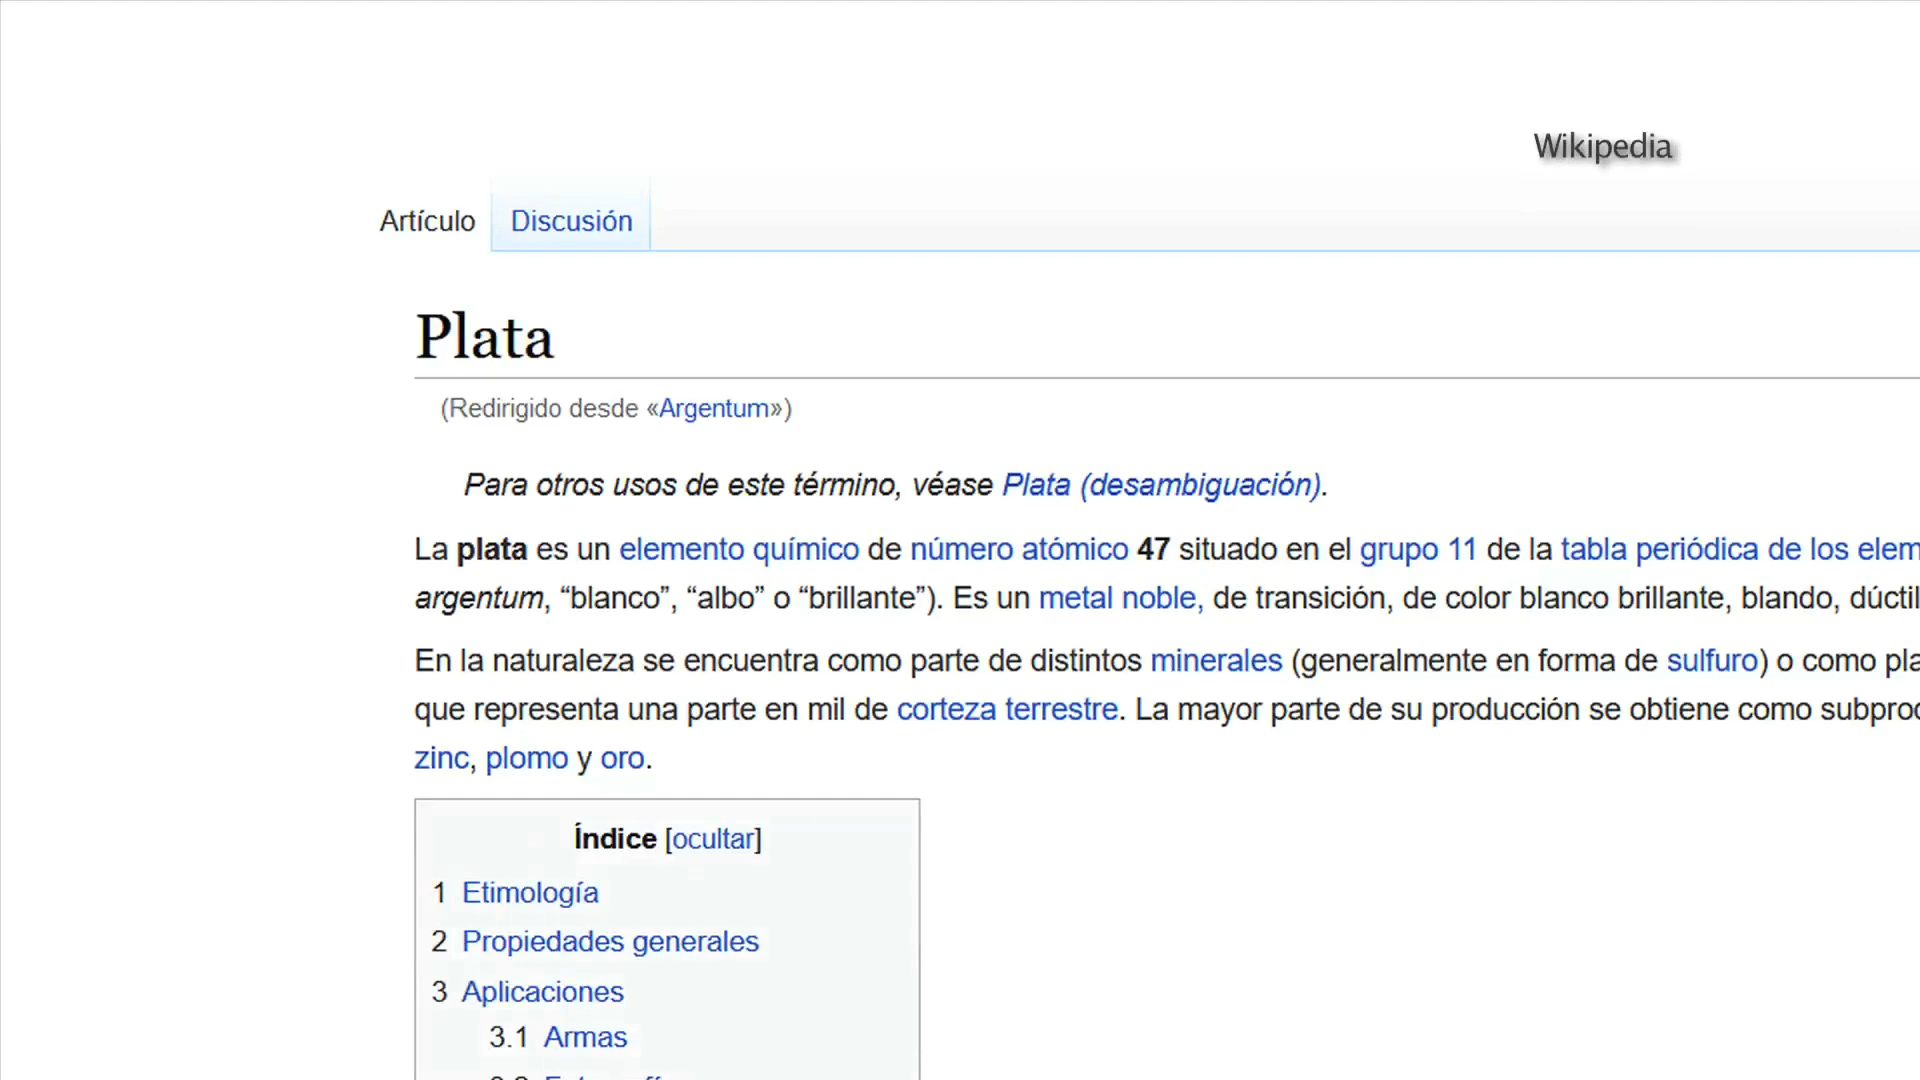 Wikipedia
Artículo Discusión
Plata
(Redirigido desde «Argentum»)
Para otros usos de este término, véase Plata (desambiguación).
La plata es un elemento químico de número atómico 47 situado en el grupo 11 de la tabla periódica de los
argentum, “blanco”, “albo” o “brillante”). Es un metal noble, de transición, de color blanco brillante, blando,
En la naturaleza se encuentra como parte de distintos minerales (generalmente en forma de sulfuro) o como
que representa una parte en mil de corteza terrestre. La mayor parte de su producción se obtiene como
zinc, plomo y oro.
Índice [ocultar]
1 Etimología
2 Propiedades generales
3 Aplicaciones
3.1 Armas